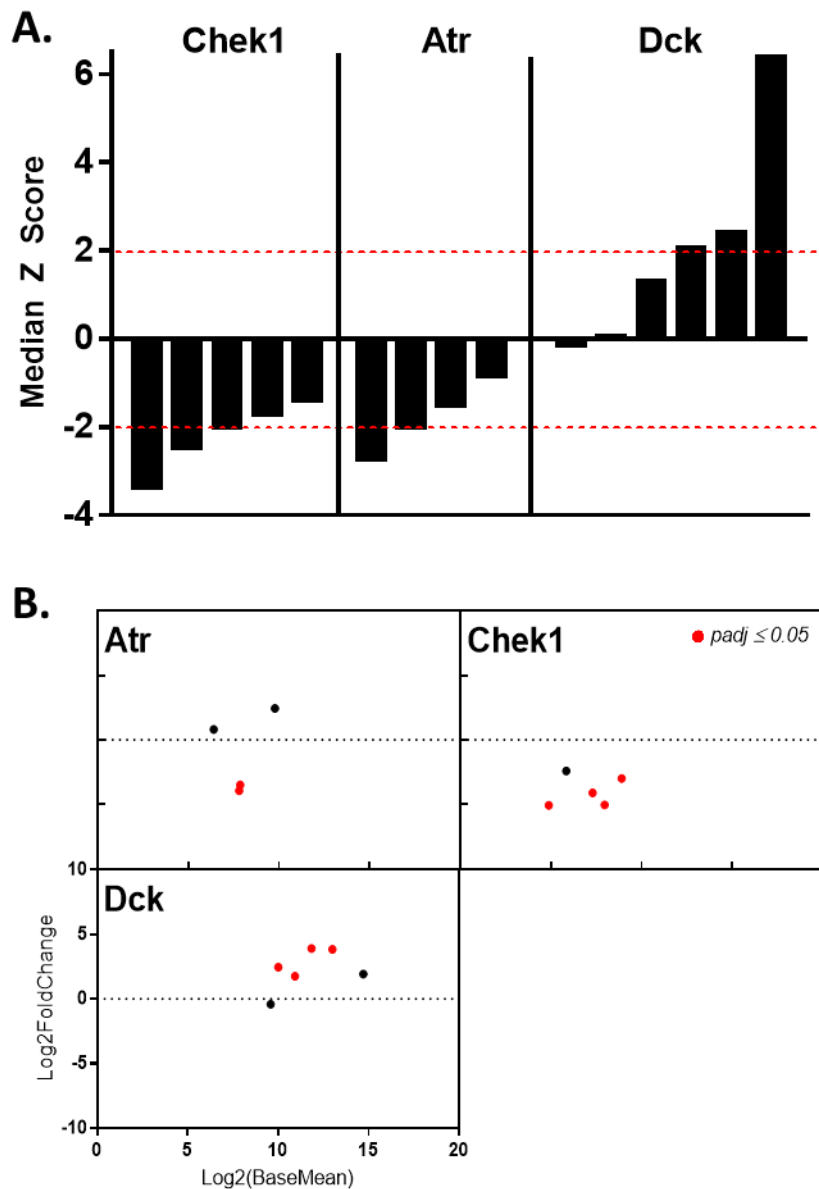 A.
Chek1 Atr Dck
Median Z Score
6
4
2
0
-2
-4
B.
Atr
Chek1
padj ≤ 0.05
Dck
Log2FoldChange
10
5
0
-5
-10
0 5 10 15 20
Log2(BaseMean)